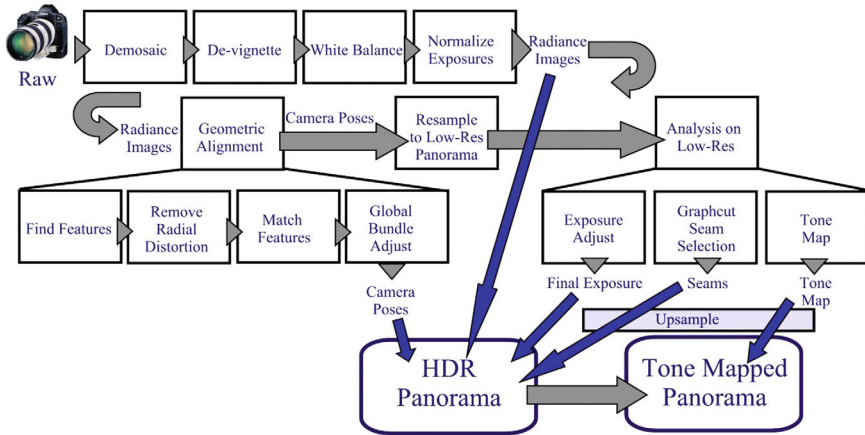 Raw
Demosaic
De-vignette
White Balance
Normalize
Exposures
Radiance
Images
Radiance
Images
Geometric
Alignment
Camera Poses
Resample
to Low-Res
Panorama
Analysis on
Low-Res
Find Features
Remove
Radial
Distortion
Match
Features
Global
Bundle
Adjust
Exposure
Adjust
Graphcut
Seam
Selection
Tone
Map
Camera
Poses
Final Exposure
Seams
Tone
Map
Upsample
HDR
Panorama
Tone Mapped
Panorama